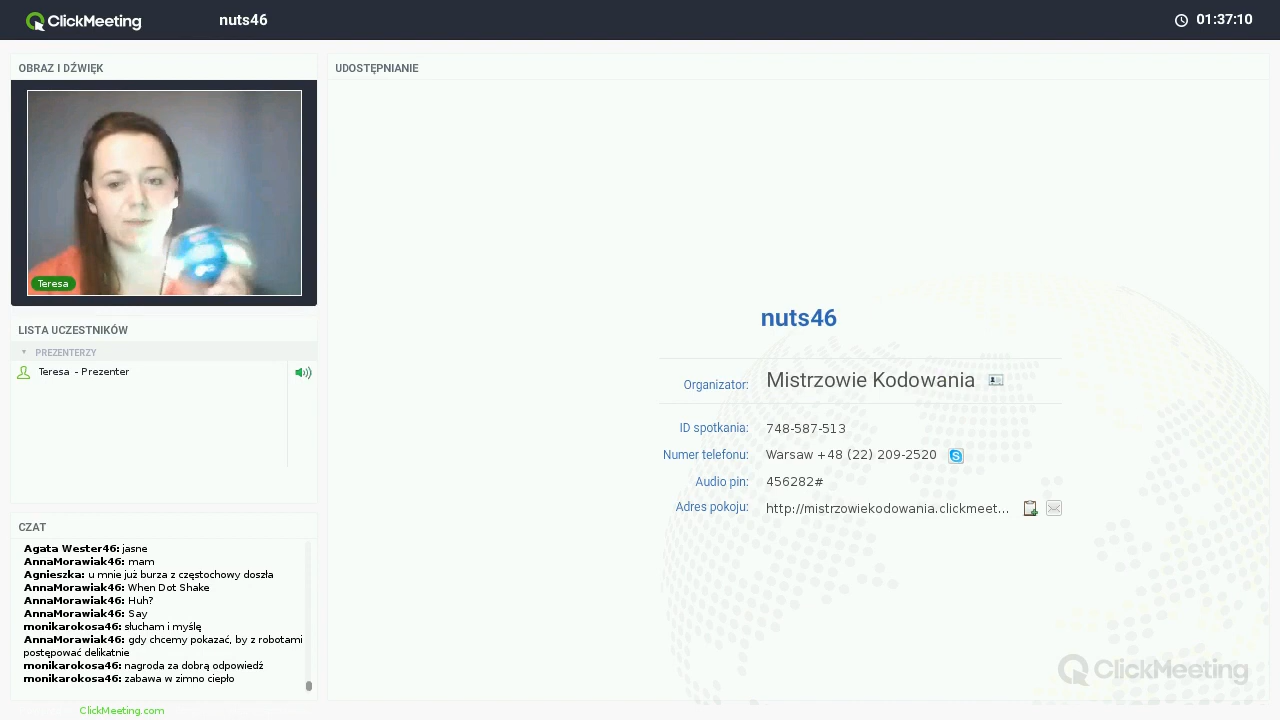 ClickMeeting
nuts46
01:37:10
OBRAZ I DŹWIĘK
Teresa
LISTA UCZESTNIKÓW
PREZENTERZY
Teresa - Prezenter
CZAT
Agata Wester46: jasne
AnnaMorawiak46: mam
Agnieszka: u mnie już burza z częstochowy doszła
AnnaMorawiak46: When Dot Shake
AnnaMorawiak46: Huh?
AnnaMorawiak46: Say
monikarokosa46: słucham i myślę
AnnaMorawiak46: gdy chcemy pokazać, by z robotami
postępować delikatnie
monikarokosa46: nagroda za dobrą odpowiedź
monikarokosa46: zabawa w zimno ciepło
ClickMeeting.com
UDOSTĘPNIANIE
nuts46
Organizator: Mistrzowie Kodowania
ID spotkania: 748-587-513
Numer telefonu: Warsaw +48 (22) 209-2520
Audio pin: 456282#
Adres pokoju: http://mistrzowiekodowania.clickmeet...
ClickMeeting